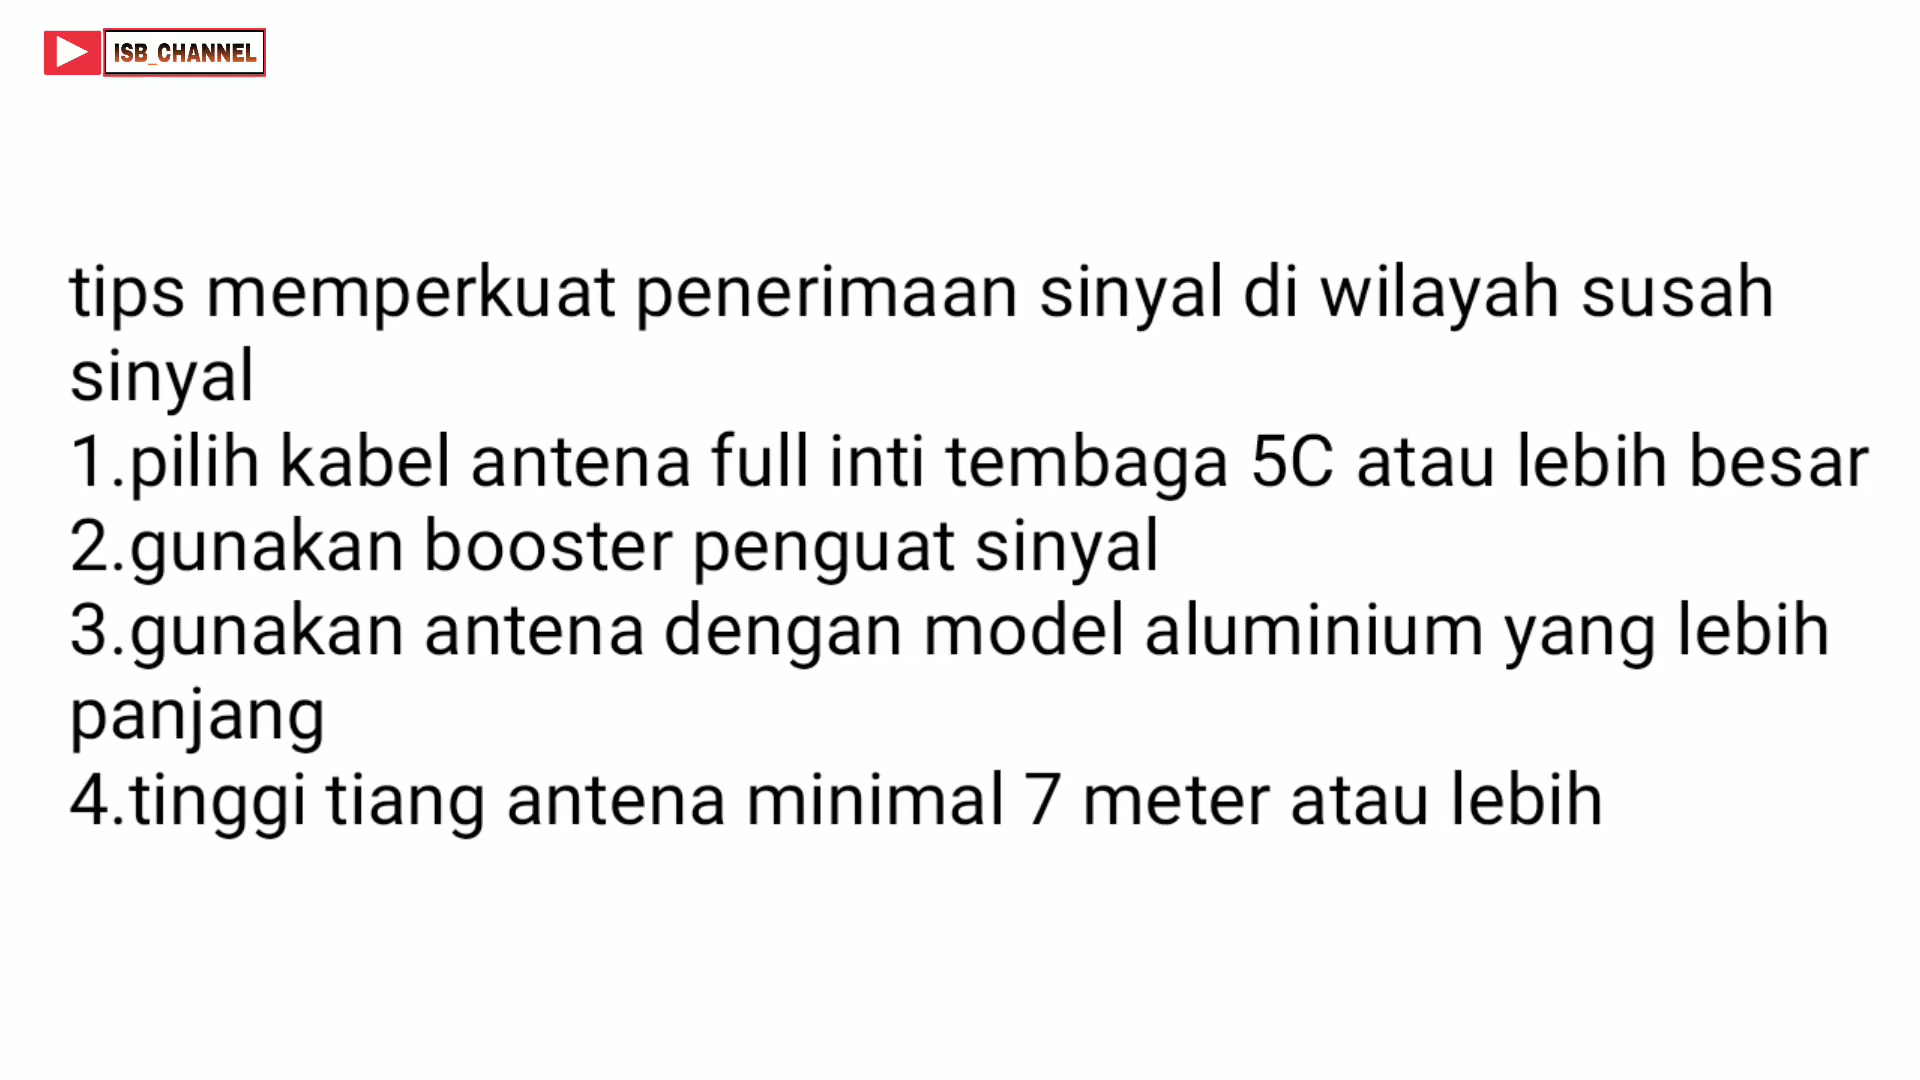 ISB_CHANNEL
tips memperkuat penerimaan sinyal di wilayah susah
sinyal
1.pilih kabel antena full inti tembaga 5C atau lebih besar
2.gunakan booster penguat sinyal
3.gunakan antena dengan model aluminium yang lebih
panjang
4.tinggi tiang antena minimal 7 meter atau lebih